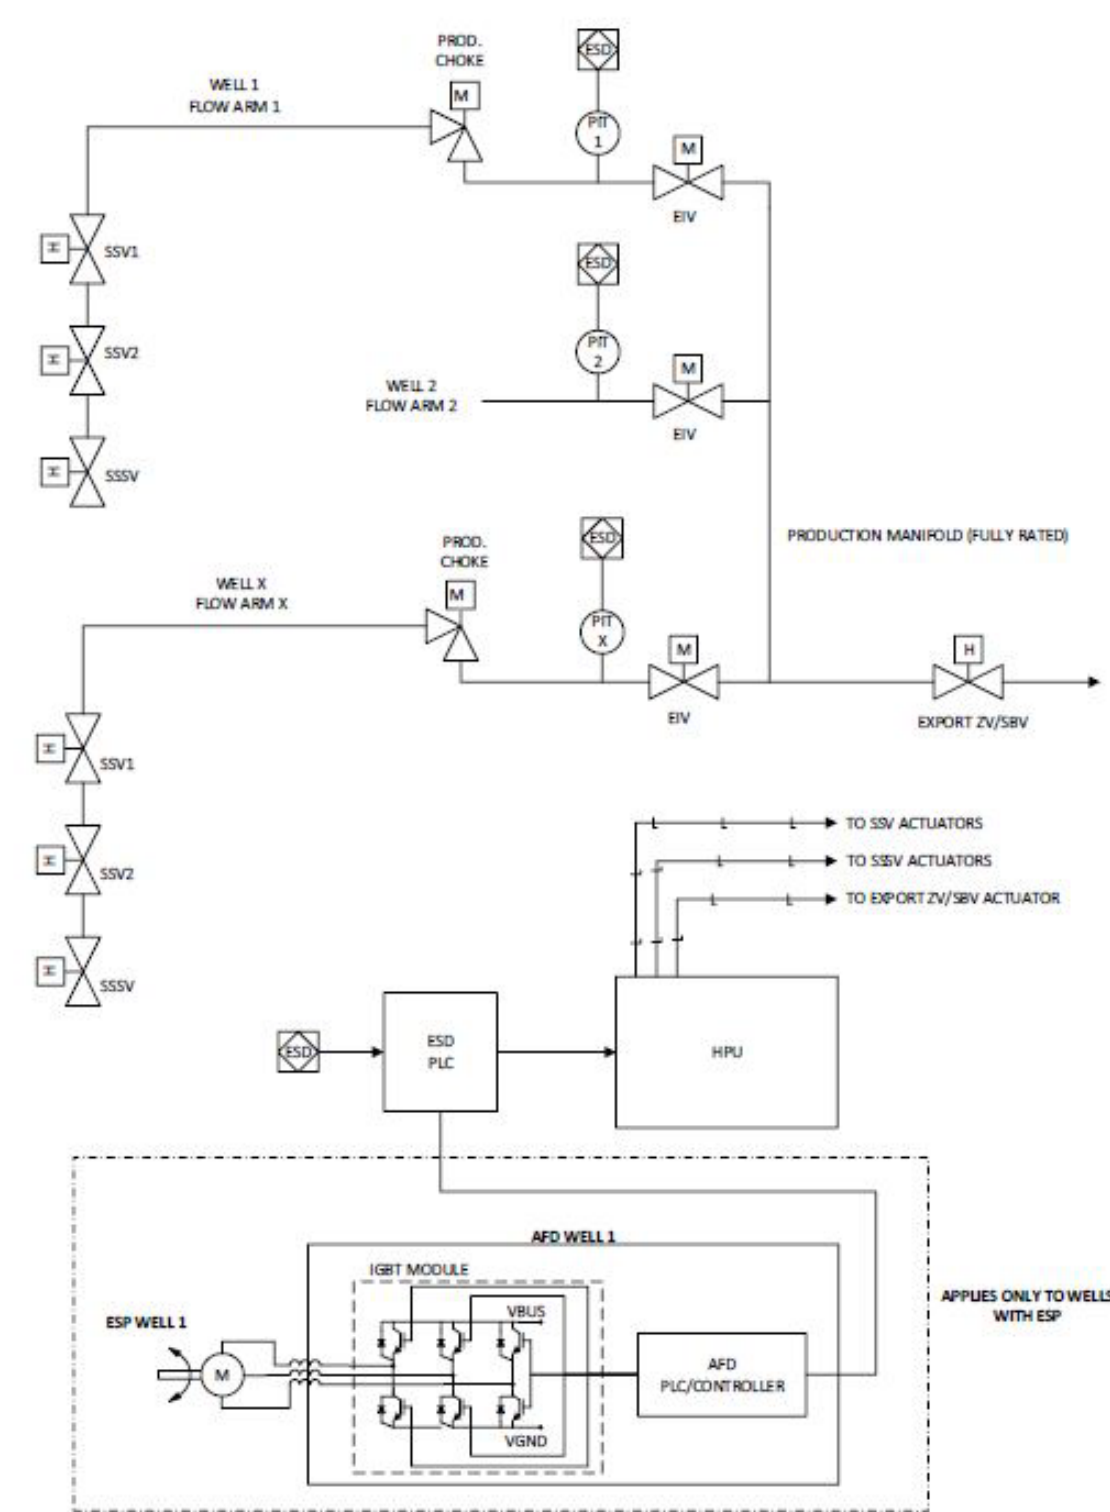 PROD.
CHOKE
ESD
WELL 1
FLOW ARM 1
M
PIT
1
M
EIV
H
SSV1
ESD
H
SSV2
PIT
2
M
WELL 2
FLOW ARM 2
EIV
H
SSSV
PROD.
CHOKE
ESD
PRODUCTION MANIFOLD (FULLY RATED)
WELL X
FLOW ARM X
M
PIT
X
M
H
EIV
EXPORT ZV/SBV
H
SSV1
TO SSV ACTUATORS
H
SSV2
TO SSSV ACTUATORS
TO EXPORT ZV/SBV ACTUATOR
H
SSSV
ESD
ESD
PLC
HPU
AFD WELL 1
IGBT MODULE
APPLIES ONLY TO WELLS
WITH ESP
ESP WELL 1
VBUS
M
AFD
PLC/CONTROLLER
VGND